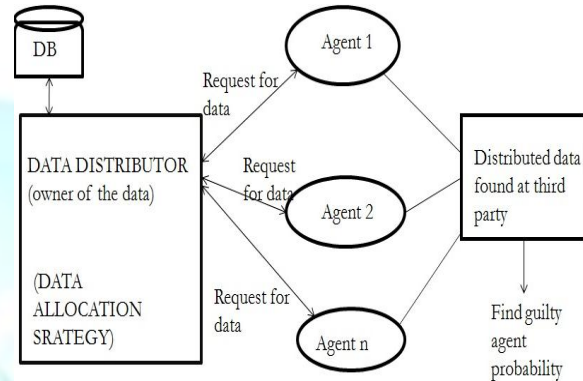 DB
DATA DISTRIBUTOR
(owner of the data)
(DATA
ALLOCATION
SRATEGY)
Request for
data
Request
for data
Request for
data
Agent 1
Agent 2
Agent n
Distributed data
found at third
party
Find guilty
agent
probability